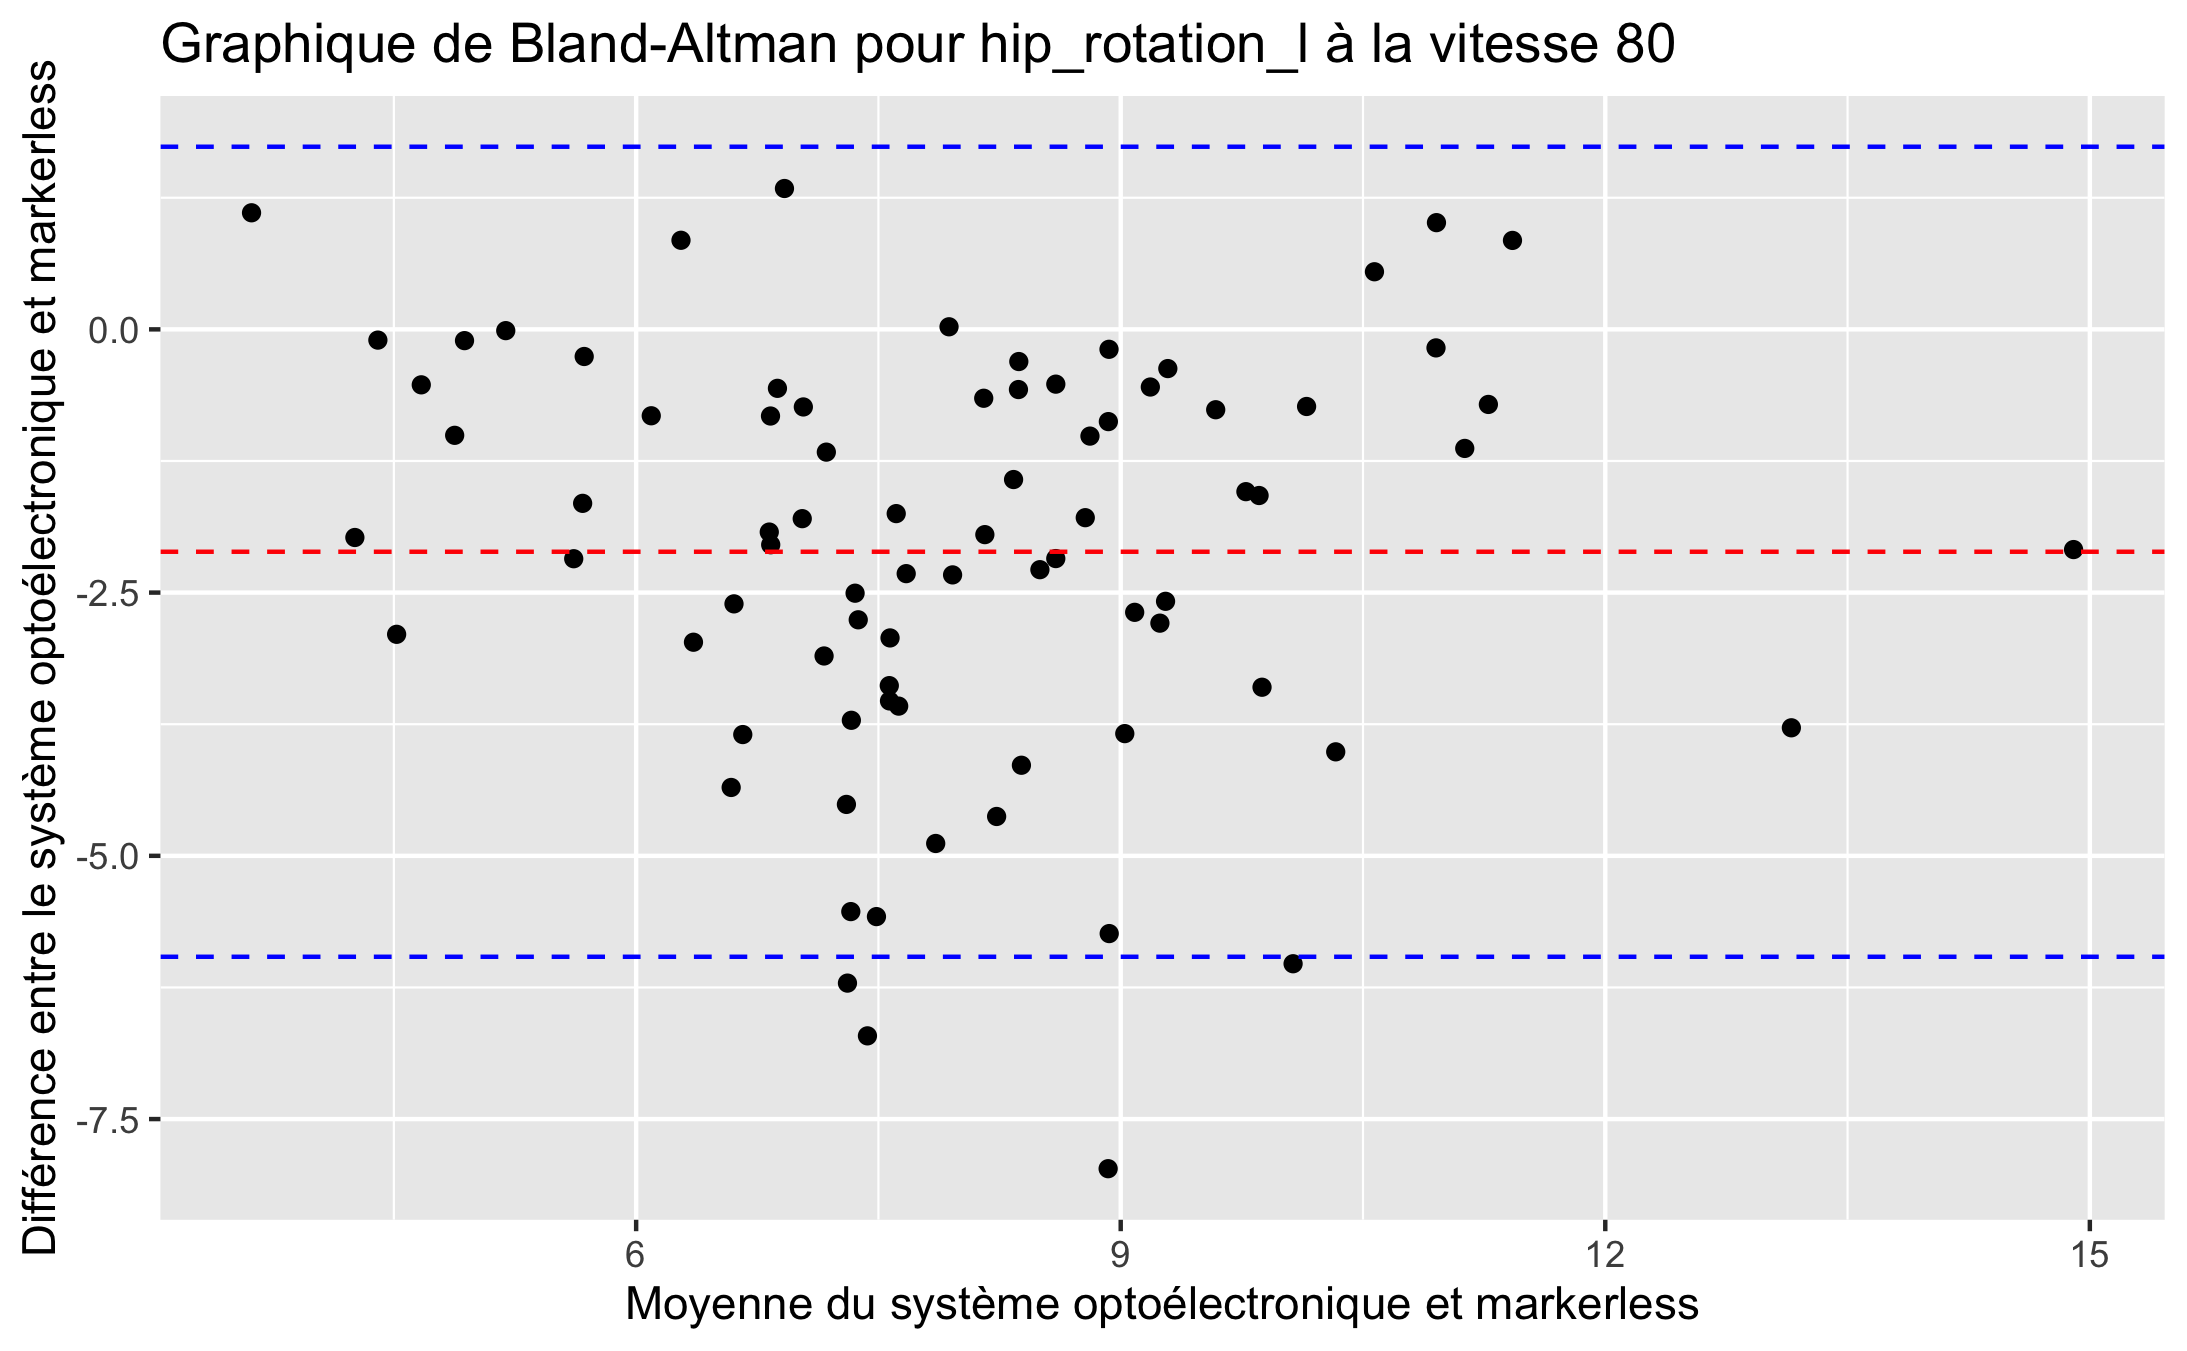 Graphique de Bland-Altman pour hip_rotation_l à la vitesse 80
Différence entre le système optoélectronique et markerless
0.0
-2.5
-5.0
-7.5
6 9 12 15
Moyenne du système optoélectronique et markerless